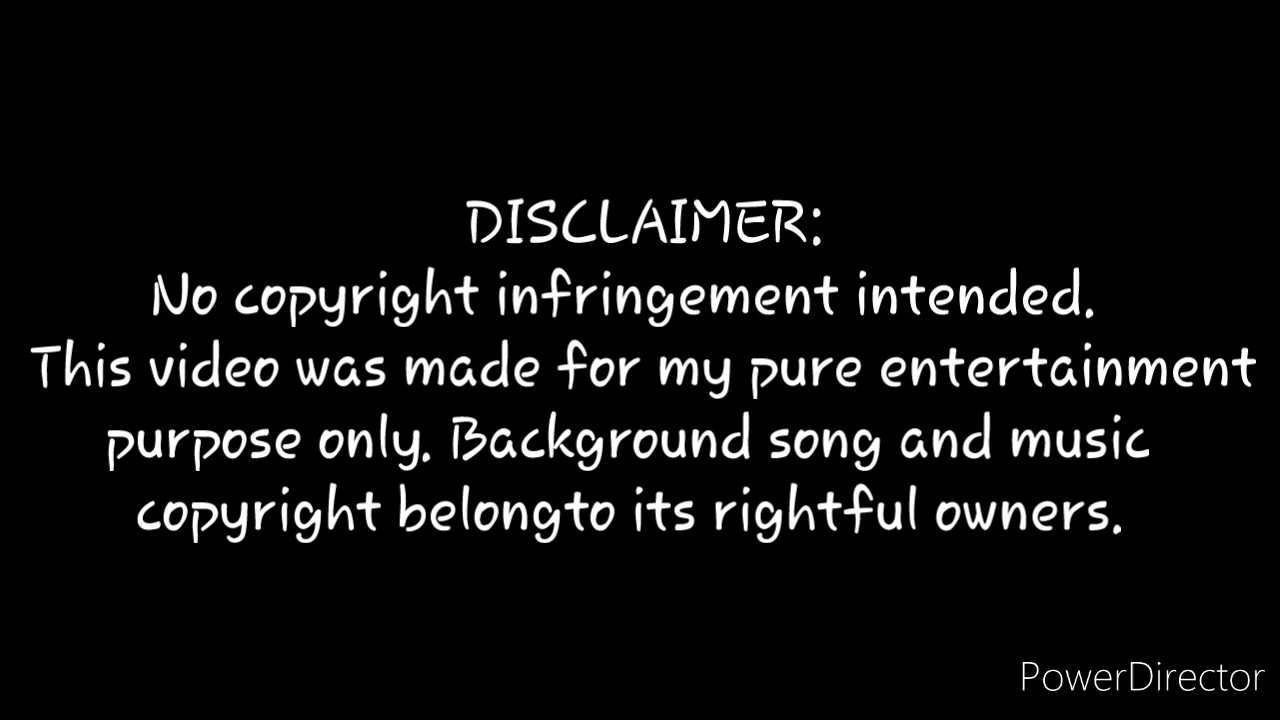 DISCLAIMER:
No copyright infringement intended.
This video was made for my pure entertainment
purpose only. Background song and music
copyright belongto its rightful owners.
PowerDirector